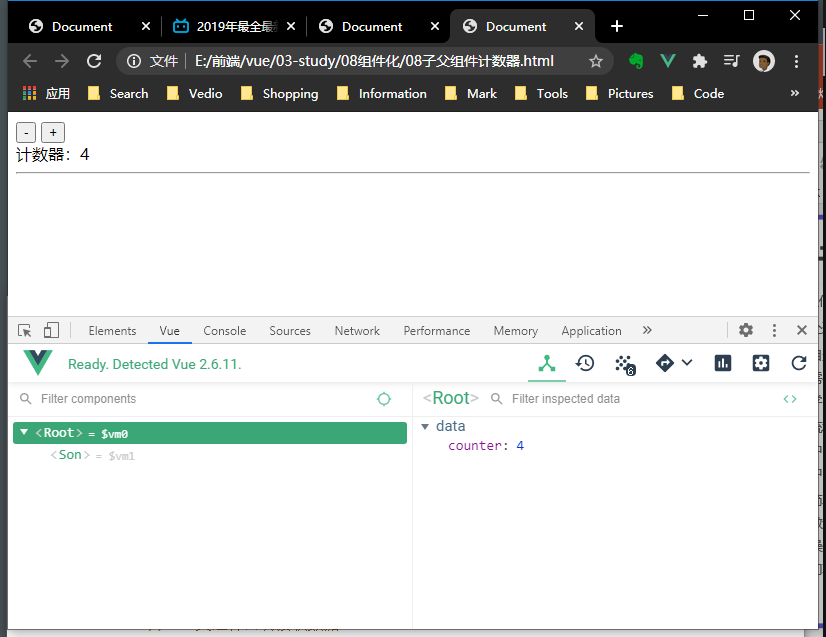 Document
2019年最全最
Document
Document
文件 E:/前端/vue/03-study/08组件化/08子父组件计数器.html
应用 Search Vedio Shopping Information Mark Tools Pictures Code »
- +
计数器：4
Elements Vue Console Sources Network Performance Memory Application »
Ready. Detected Vue 2.6.11.
6
Filter components
<Root> Filter inspected data
<Root> = $vm0
<Son> = $vm1
data
counter: 4